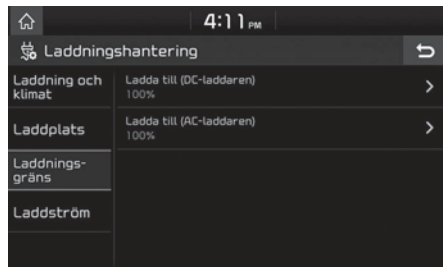 4:11 PM
Laddningshantering
Laddning och
klimat
Ladda till (DC-laddaren)
100%
Laddplats
Ladda till (AC-laddaren)
100%
Laddnings-
gräns
Laddström